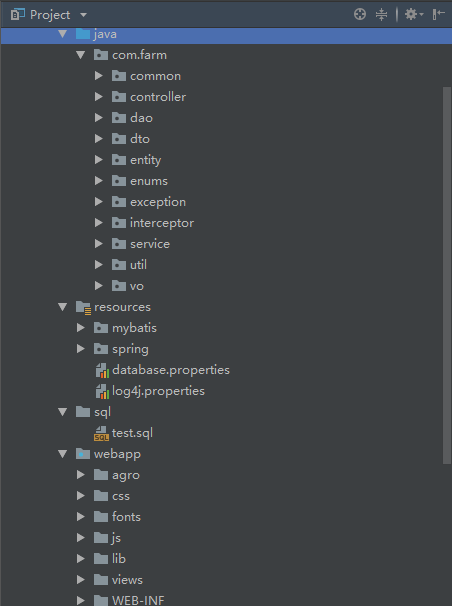 Project
java
com.farm
common
controller
dao
dto
entity
enums
exception
interceptor
service
util
vo
resources
mybatis
spring
database.properties
log4j.properties
sql
SQL test.sql
webapp
agro
css
fonts
js
lib
views
WEB-INF